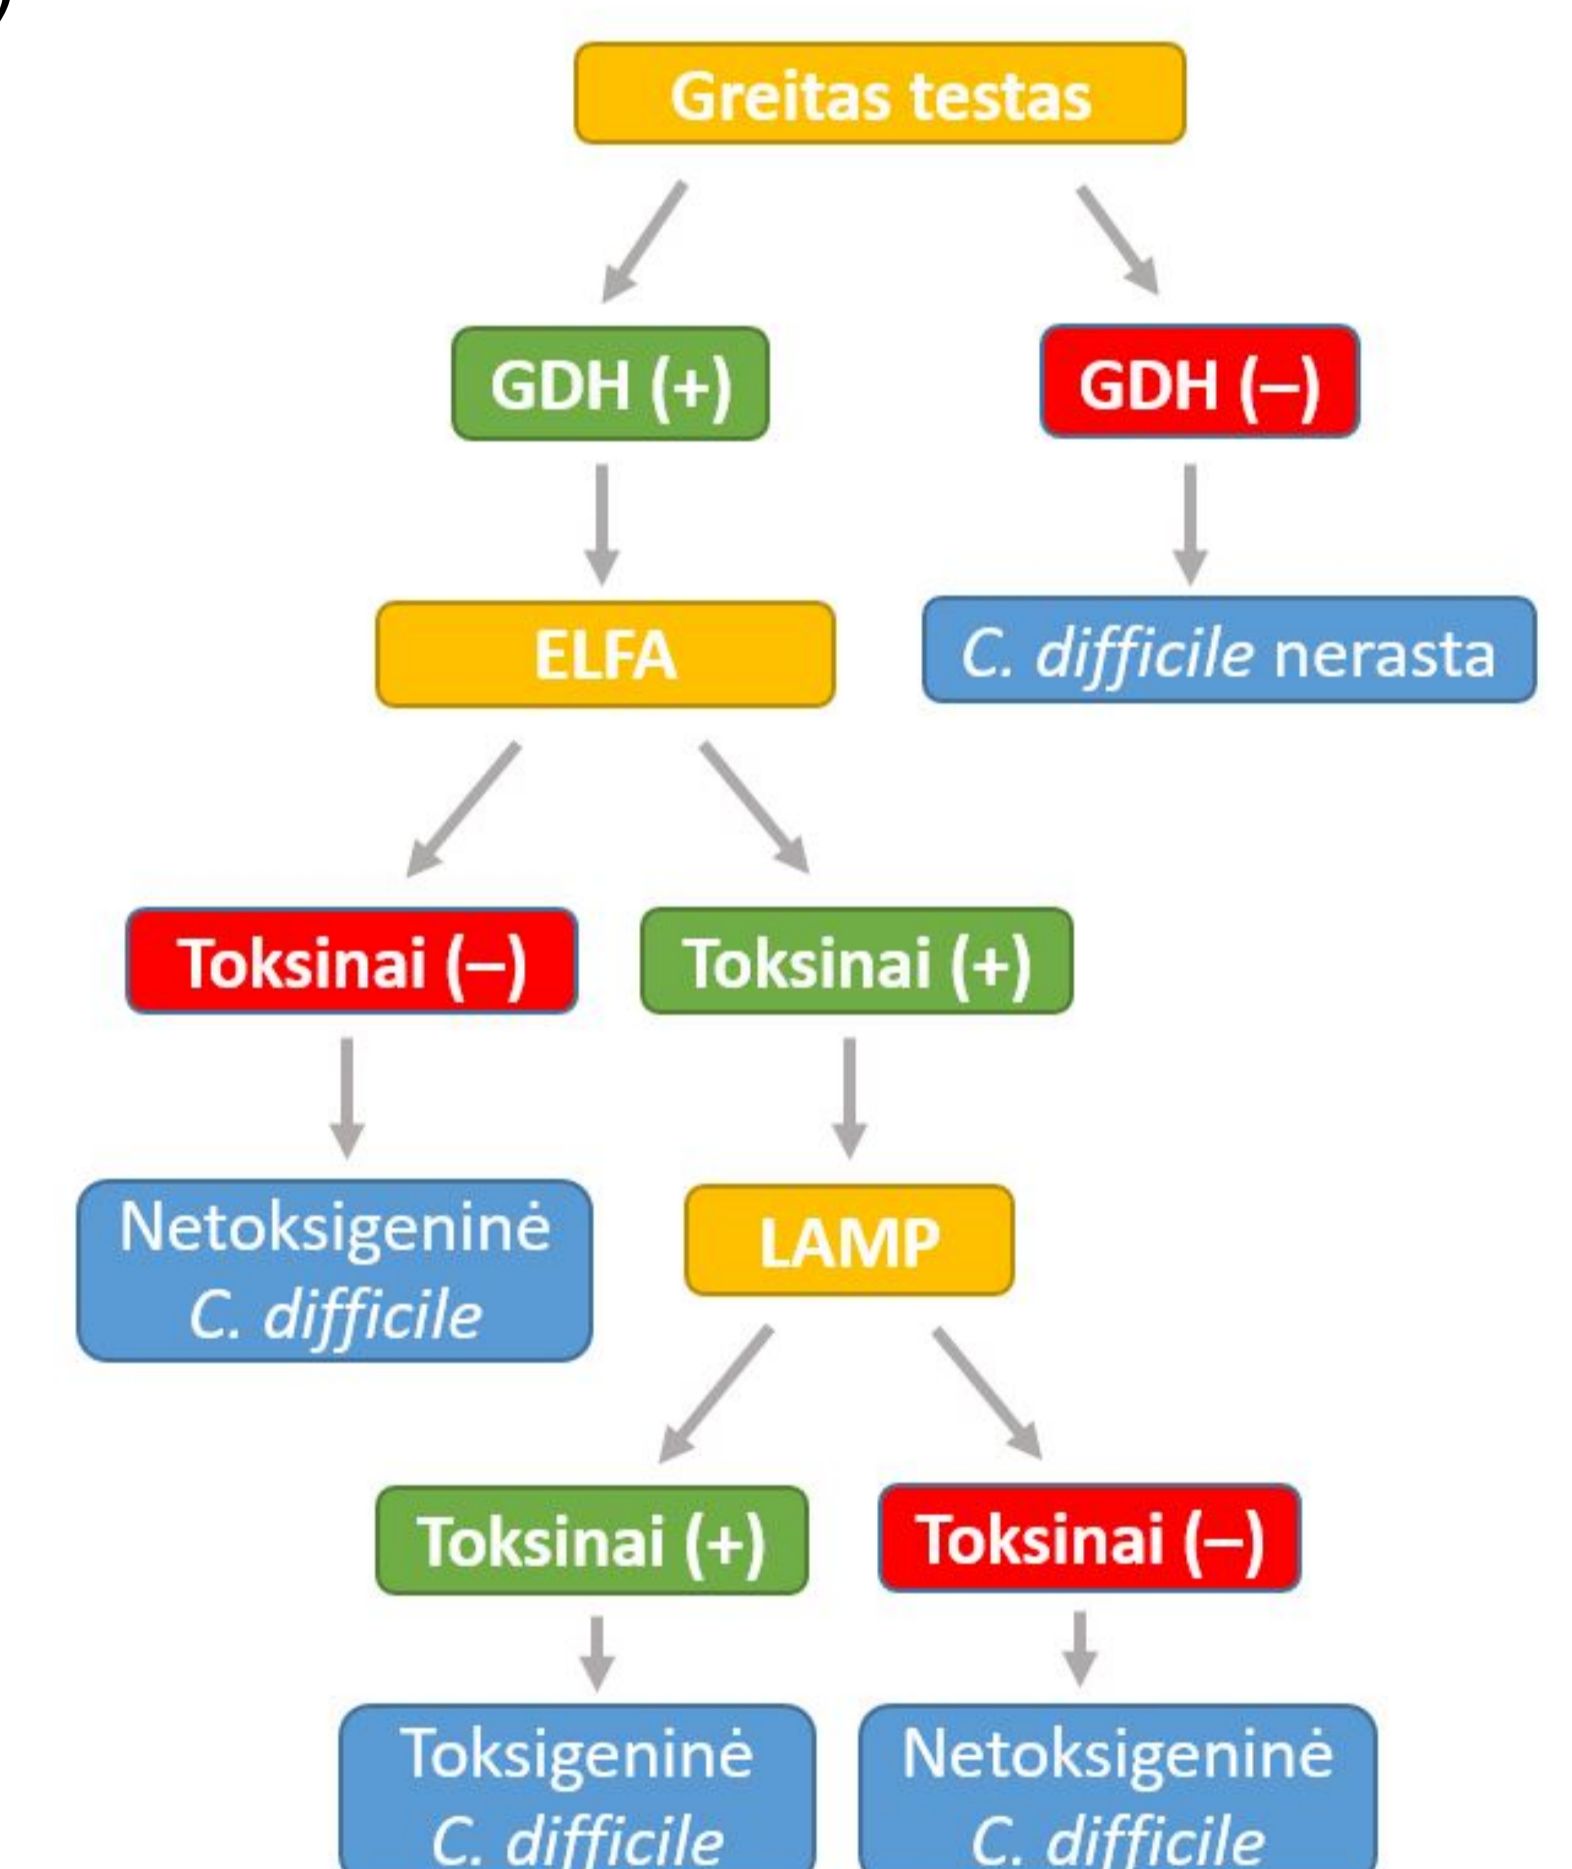 )
Greitas testas
GDH (+)
GDH (–)
ELFA
C. difficile nerasta
Toksinai (–)
Toksinai (+)
Netoksigeninė
C. difficile
LAMP
Toksinai (+)
Toksinai (–)
Toksigeninė
C. difficile
Netoksigeninė
C. difficile